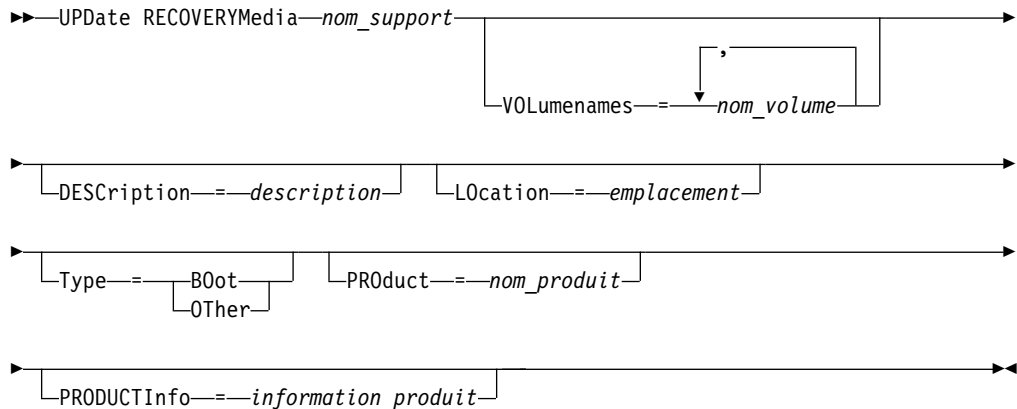 UPDate RECOVERYMedia nom_support
,
VOLumenames = nom_volume
DESCription = description LOcation = emplacement
Type = BOot PROduct = nom_produit
OTher
PRODUCTInfo = information produit